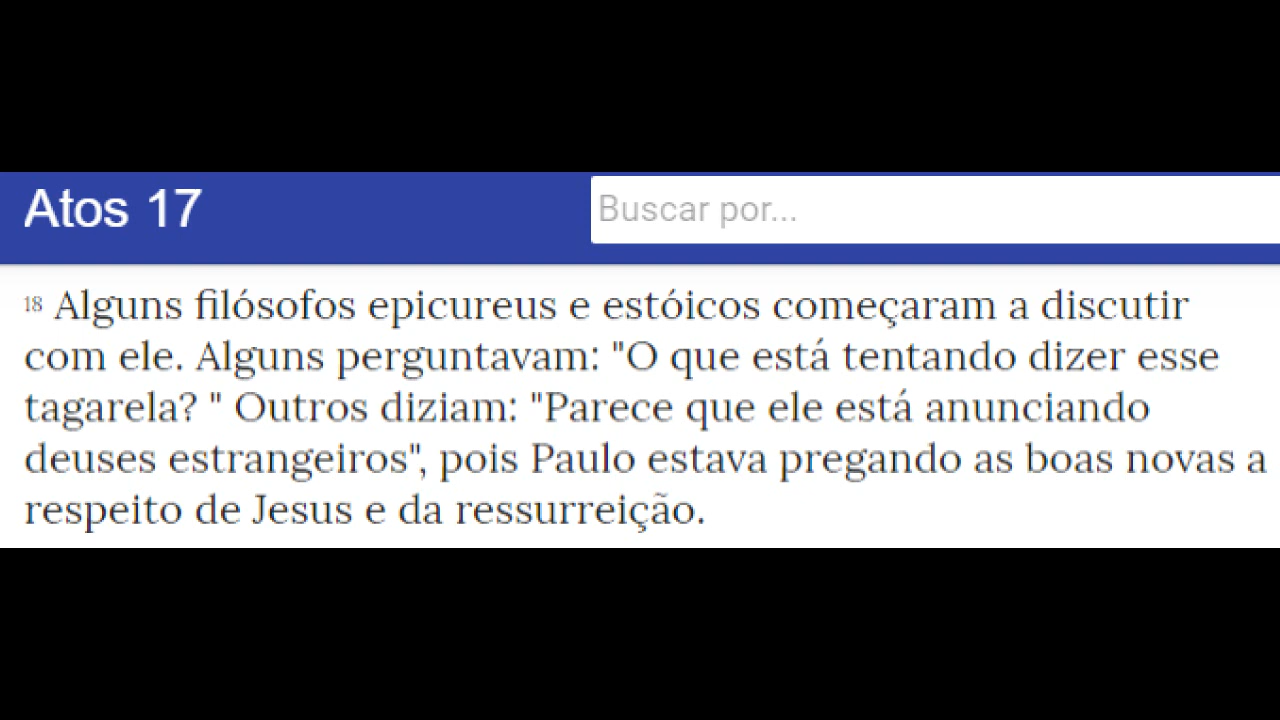 Atos 17
Buscar por...
18 Alguns filósofos epicureus e estóicos começaram a discutir
com ele. Alguns perguntavam: "O que está tentando dizer esse
tagarela? " Outros diziam: "Parece que ele está anunciando
deuses estrangeiros", pois Paulo estava pregando as boas novas a
respeito de Jesus e da ressurreição.